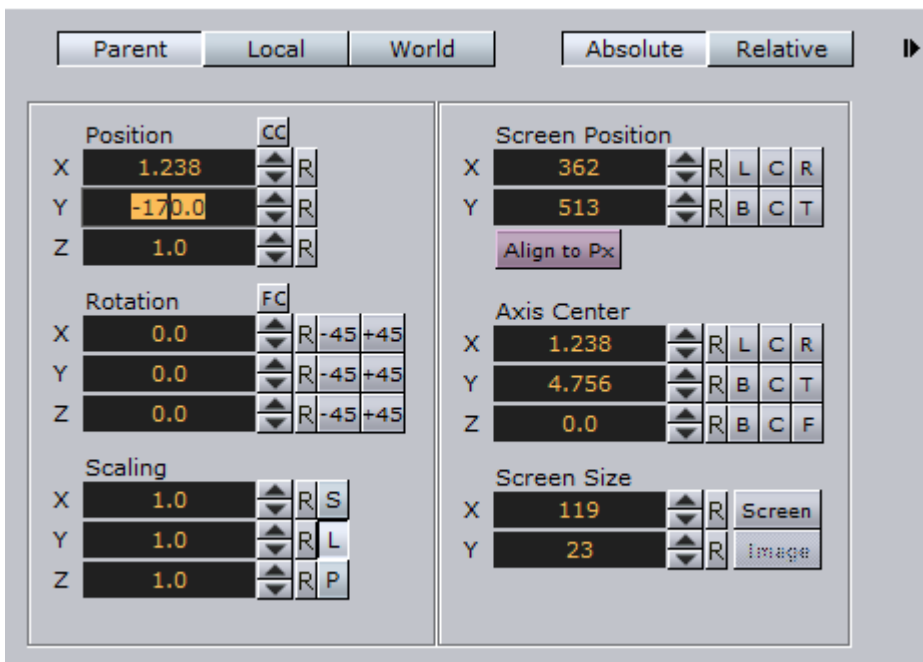 Parent Local World Absolute Relative
Position CC
X 1.238 R
Y -170.0 R
Z 1.0 R
Rotation FC
X 0.0 R -45 +45
Y 0.0 R -45 +45
Z 0.0 R -45 +45
Scaling
X 1.0 R S
Y 1.0 R L
Z 1.0 R P
Screen Position
X 362 R L C R
Y 513 R B C T
Align to Px
Axis Center
X 1.238 R L C R
Y 4.756 R B C T
Z 0.0 R B C F
Screen Size
X 119 R Screen
Y 23 R Image